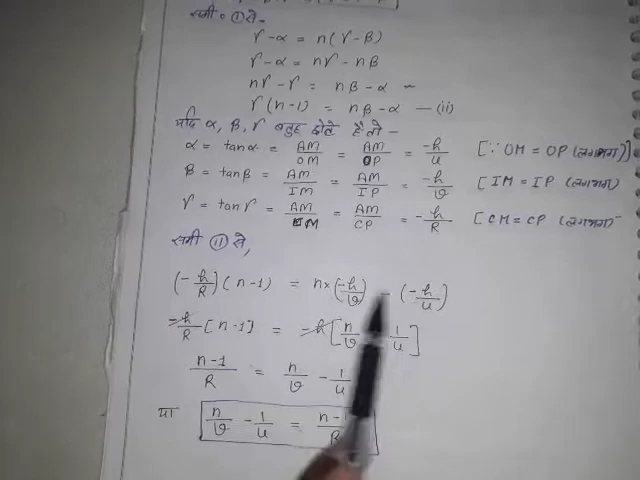 समी० ① से-
γ-α = n(γ-β)
γ-α = nγ-nβ
nγ-γ = nβ-α
γ(n-1) = nβ-α —(ii)
यदि α, β, γ बहुत छोटे हैं तो-
α = tanα = AM/OM = AM/OP = -h/u [∵ OM = OP (लगभग)]
β = tanβ = AM/IM = AM/IP = -h/v [IM = IP (लगभग)
γ = tanγ = AM/CM = AM/CP = -h/R [CM = CP (लगभग)
समी ⑪ से,
(-h/R)(n-1) = n×(-h/v) - (-h/u)
-h/R [n-1] = -h[n/v 1/u]
n-1/R = n/v - 1/u
या n/v - 1/u = n-1/R